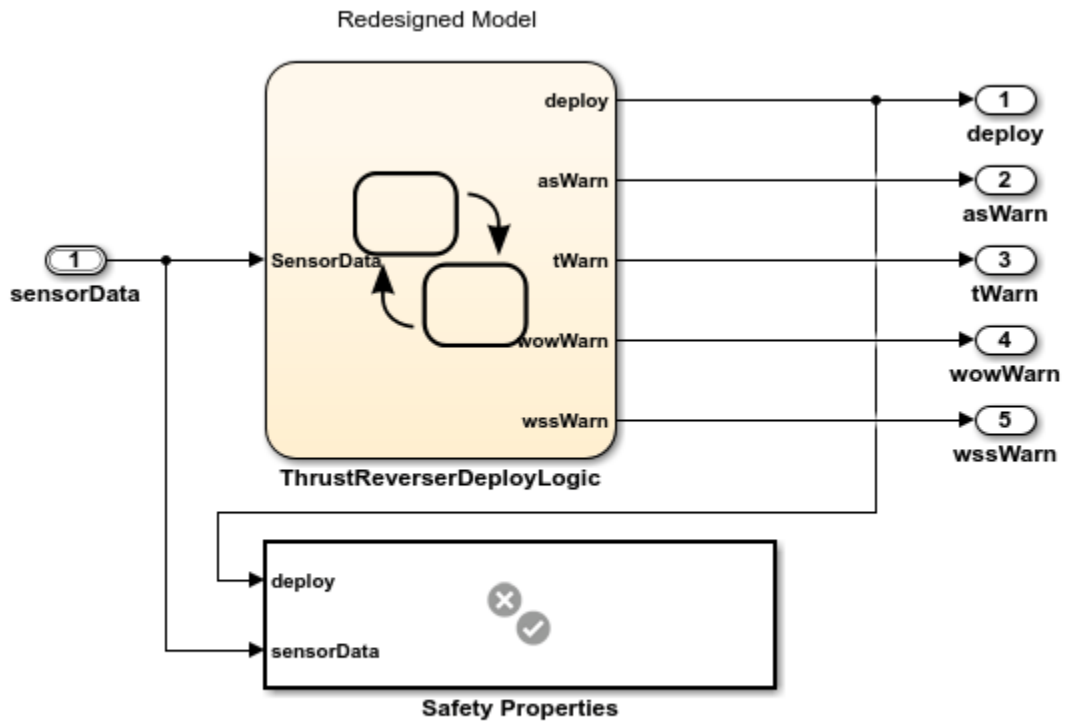 Redesigned Model
deploy
1
deploy
asWarn
2
asWarn
1
sensorData
SensorData
tWarn
3
tWarn
wowWarn
4
wowWarn
wssWarn
5
wssWarn
ThrustReverserDeployLogic
deploy
sensorData
Safety Properties